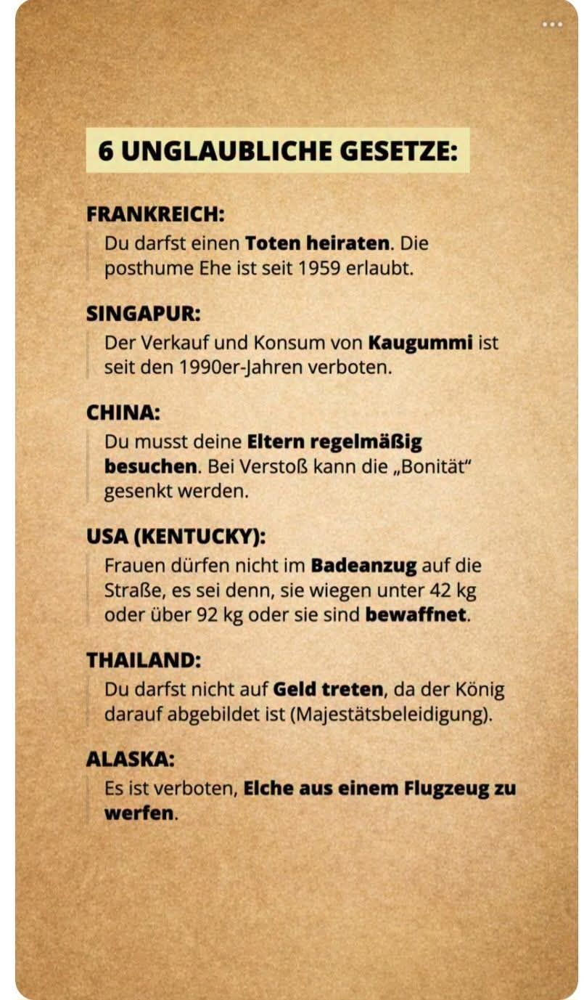 6 UNGLAUBLICHE GESETZE:
FRANKREICH:
Du darfst einen Toten heiraten. Die
posthume Ehe ist seit 1959 erlaubt.
SINGAPUR:
Der Verkauf und Konsum von Kaugummi ist
seit den 1990er-Jahren verboten.
CHINA:
Du musst deine Eltern regelmäßig
besuchen. Bei Verstoß kann die „Bonität“
gesenkt werden.
USA (KENTUCKY):
Frauen dürfen nicht im Badeanzug auf die
Straße, es sei denn, sie wiegen unter 42 kg
oder über 92 kg oder sie sind bewaffnet.
THAILAND:
Du darfst nicht auf Geld treten, da der König
darauf abgebildet ist (Majestätsbeleidigung).
ALASKA:
Es ist verboten, Elche aus einem Flugzeug zu
werfen.